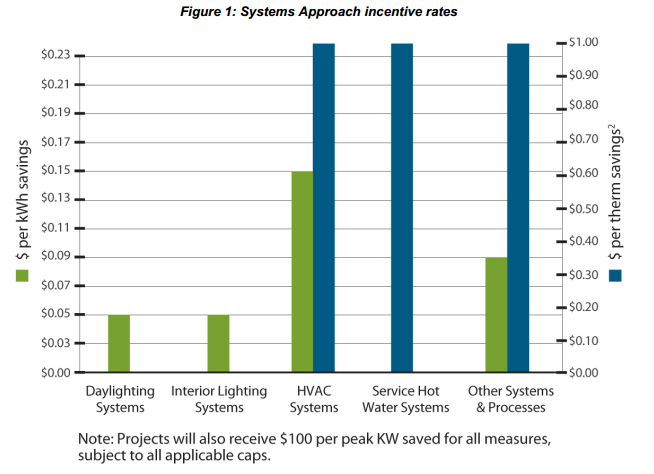 Figure 1: Systems Approach incentive rates
$ per kWh savings
$0.23
$0.21
$0.19
$0.17
$0.15
$0.13
$0.11
$0.09
$0.07
$0.05
$0.03
$0.00
$1.00
$0.90
$0.80
$0.70
$0.60
$0.50
$0.40
$0.30
$0.20
$0.10
$0.00
$ per therm savings²
Daylighting
Systems
Interior Lighting
Systems
HVAC
Systems
Service Hot
Water Systems
Other Systems
& Processes
Note: Projects will also receive $100 per peak KW saved for all measures,
subject to all applicable caps.